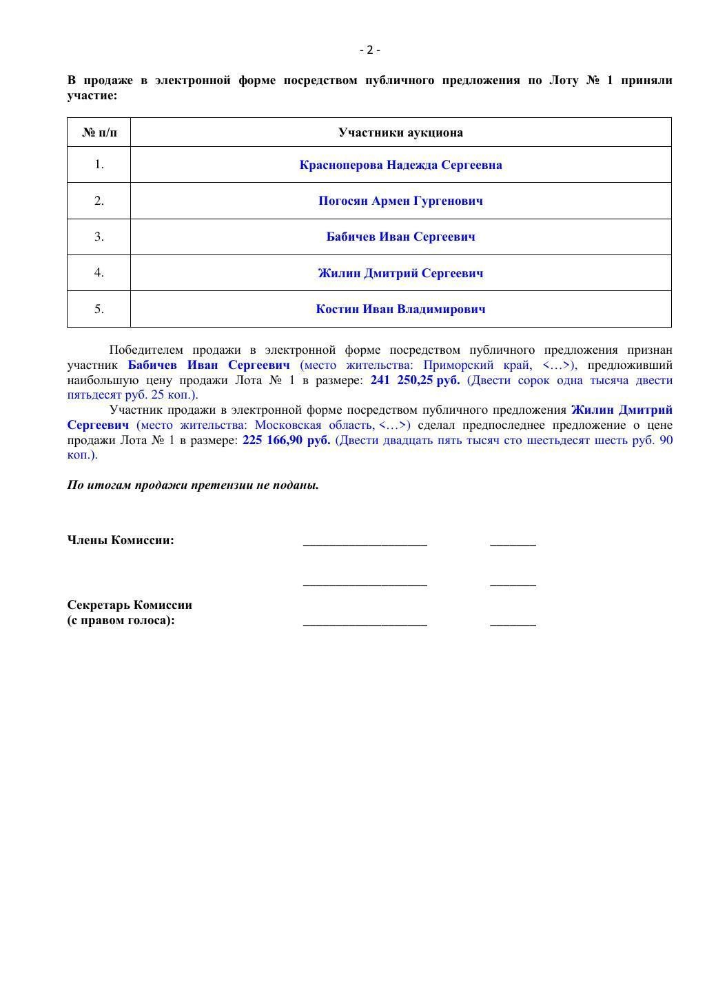 - 2 -
В продаже в электронной форме посредством публичного предложения по Лоту № 1 приняли
участие:
№ п/п Участники аукциона
1. Красноперова Надежда Сергеевна
2. Погосян Армен Гургенович
3. Бабичев Иван Сергеевич
4. Жилин Дмитрий Сергеевич
5. Костин Иван Владимирович
Победителем продажи в электронной форме посредством публичного предложения признан
участник Бабичев Иван Сергеевич (место жительства: Приморский край, <…>), предложивший
наибольшую цену продажи Лота № 1 в размере: 241 250,25 руб. (Двести сорок одна тысяча двести
пятьдесят руб. 25 коп.).
Участник продажи в электронной форме посредством публичного предложения Жилин Дмитрий
Сергеевич (место жительства: Московская область, <…>) сделал предпоследнее предложение о цене
продажи Лота № 1 в размере: 225 166,90 руб. (Двести двадцать пять тысяч сто шестьдесят шесть руб. 90
коп.).
По итогам продажи претензии не поданы.
Члены Комиссии: ___________________ _______
___________________ _______
Секретарь Комиссии
(с правом голоса): ___________________ _______